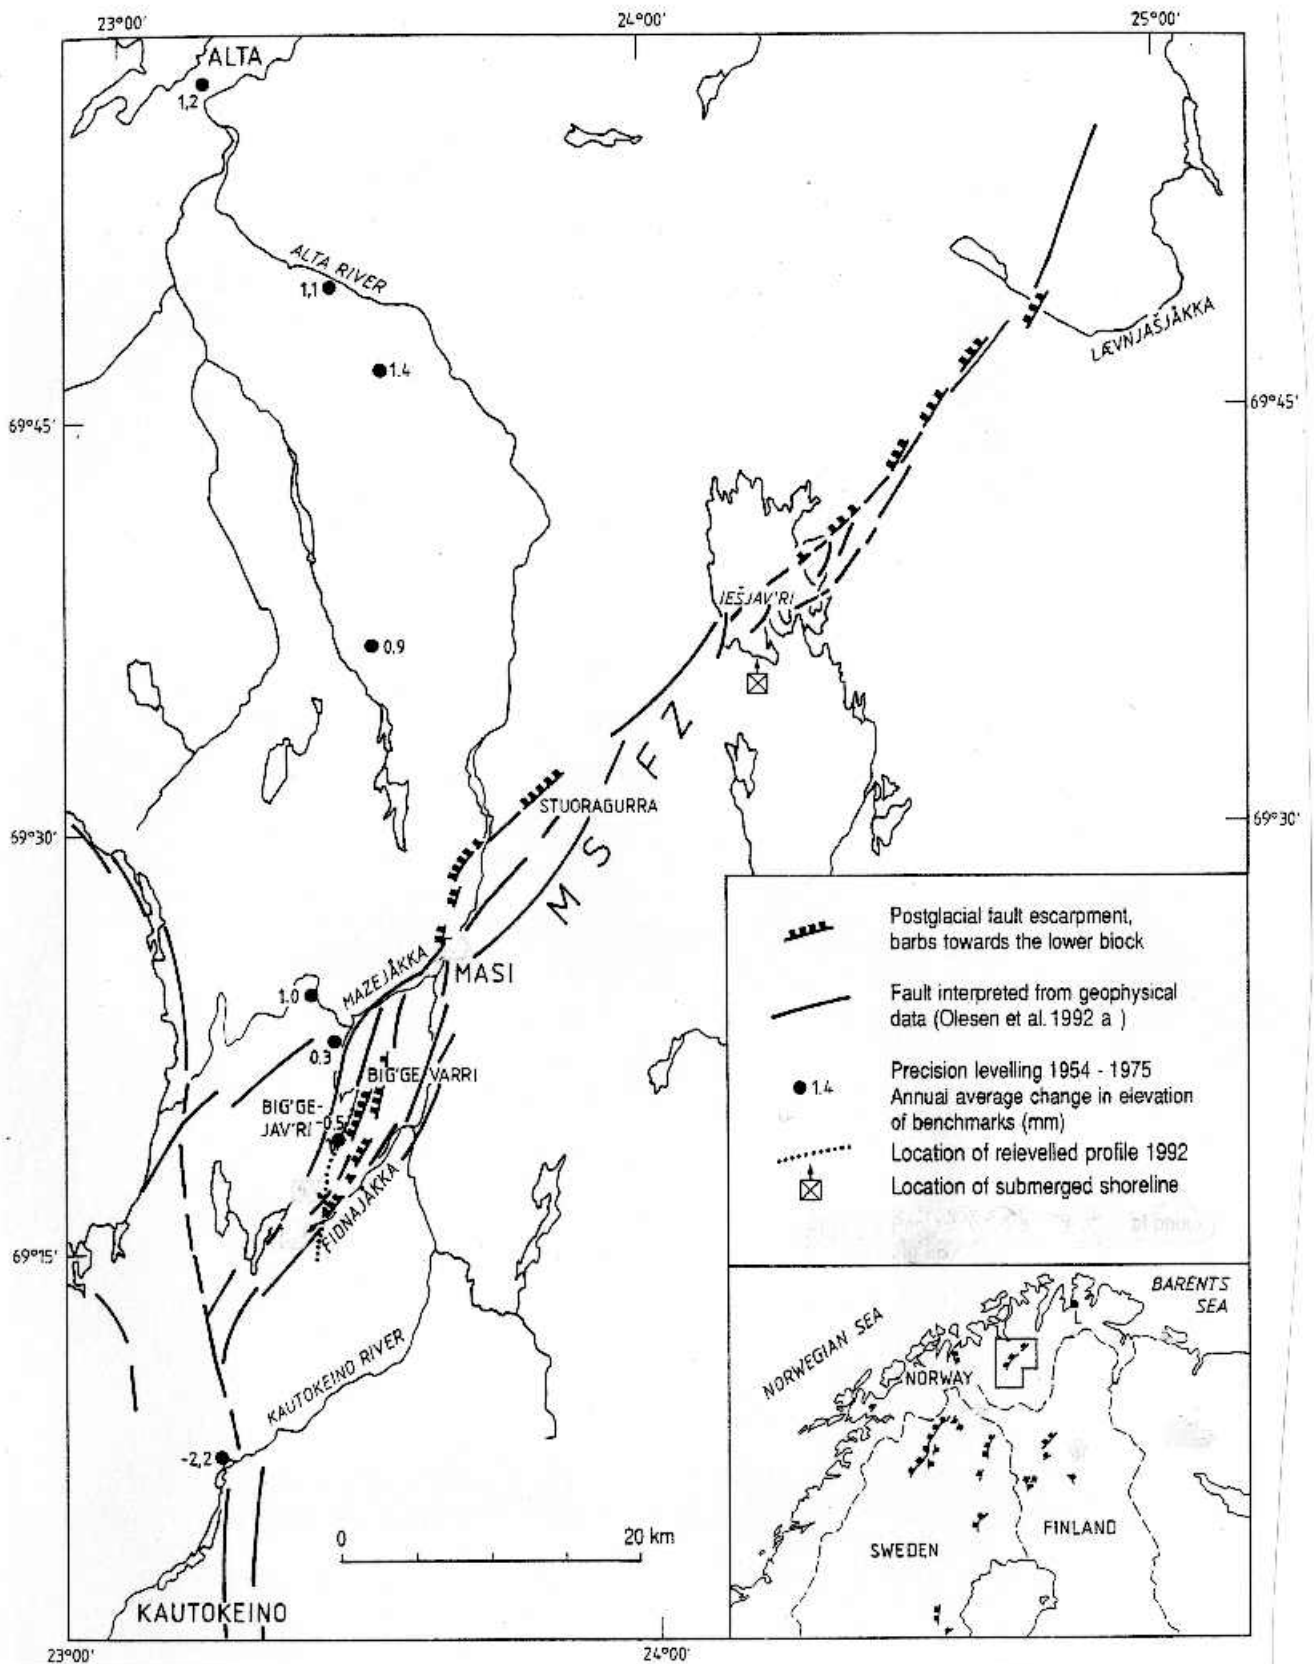 23°00'
24°00'
25°00'
ALTA
1,2
ALTA RIVER
1,1
1.4
LÆVNJAŠJÅKKA
69°45'
69°45'
IEŠJAV'RI
0.9
M S F Z
STUORAGURRA
69°30'
69°30'
MAZEJÅKKA
MASI
1.0
0.3
BIG'GE VARRI
BIG'GE-
JAV'RI
-0.5
FIDNAJÅKKA
69°15'
KAUTOKEINO RIVER
-2,2
0
20 km
KAUTOKEINO
23°00'
24°00'
Postglacial fault escarpment,
barbs towards the lower block
Fault interpreted from geophysical
data (Olesen et al. 1992 a )
1.4
Precision levelling 1954 - 1975
Annual average change in elevation
of benchmarks (mm)
Location of relevelled profile 1992
Location of submerged shoreline
BARENTS
SEA
NORWEGIAN SEA
L
NORWAY
FINLAND
SWEDEN